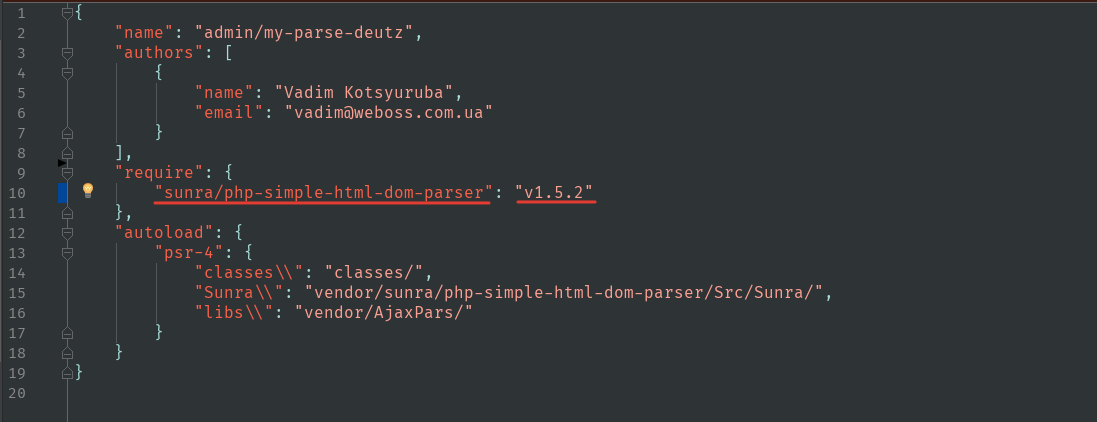 1 {
2 "name": "admin/my-parse-deutz",
3 "authors": [
4 {
5 "name": "Vadim Kotsyuruba",
6 "email": "vadim@weboss.com.ua"
7 }
8 ],
9 "require": {
10 "sunra/php-simple-html-dom-parser": "v1.5.2"
11 },
12 "autoload": {
13 "psr-4": {
14 "classes\\": "classes/",
15 "Sunra\\": "vendor/sunra/php-simple-html-dom-parser/Src/Sunra/",
16 "libs\\": "vendor/AjaxPars/"
17 }
18 }
19 }
20